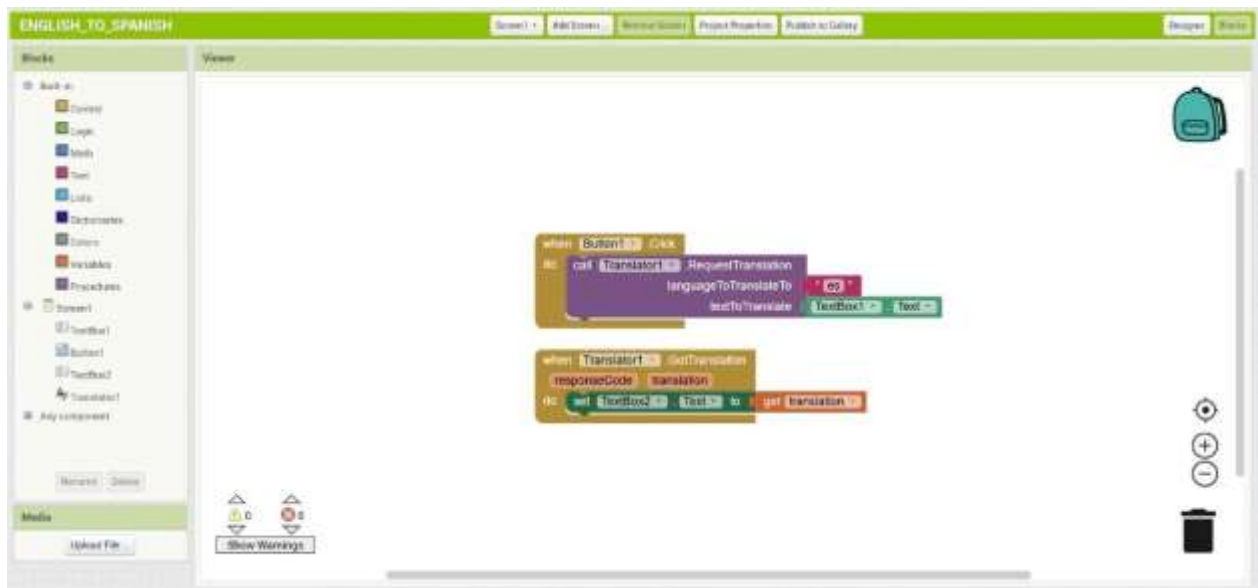 ENGLISH_TO_SPANISH
Screen1 Add Screen ... Remove Screen Project Properties Publish to Gallery
Designer Blocks
Blocks
Viewer
Built-in
Control
Logic
Math
Text
Lists
Dictionaries
Colors
Variables
Procedures
Screen1
TextBox1
Button1
TextBox2
Translator1
Any component
Rename Delete
Media
Upload File ...
when Button1 .Click
do call Translator1 .RequestTranslation
languageToTranslateTo " es "
textToTranslate TextBox1 . Text
when Translator1 .GotTranslation
responseCode translation
do set TextBox2 . Text to get translation
0 0
Show Warnings